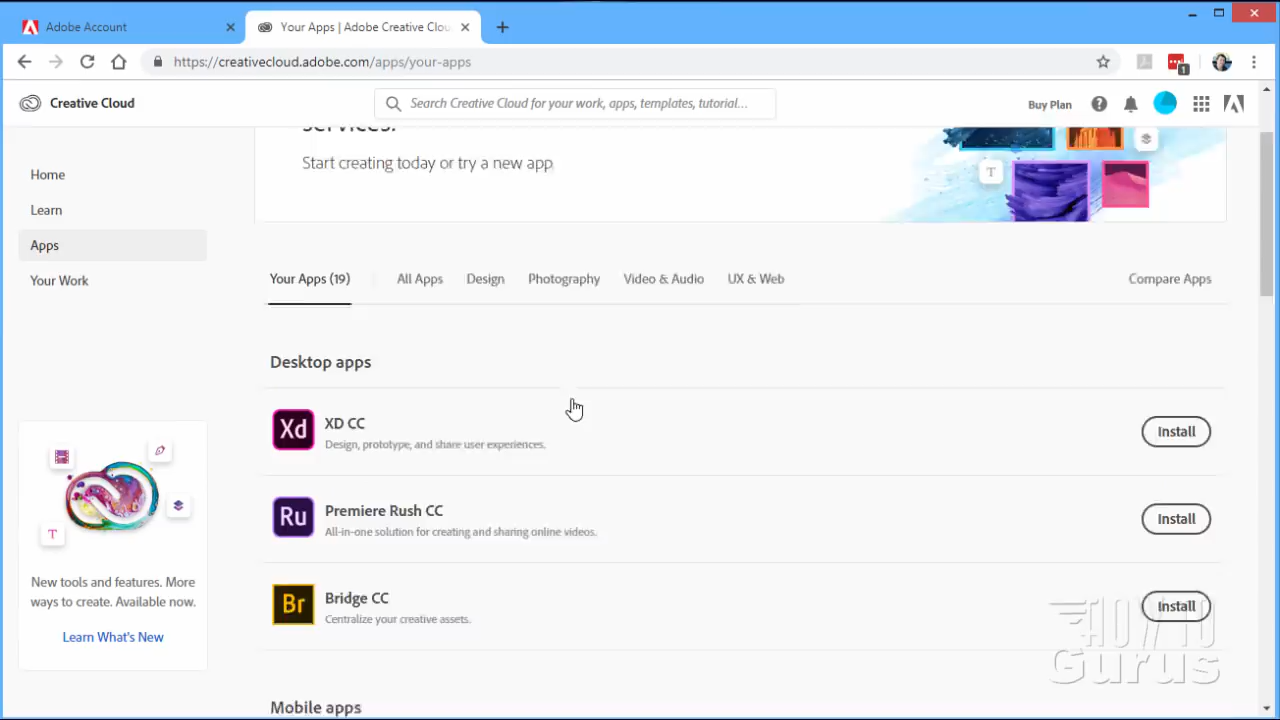 Adobe Account
Your Apps | Adobe Creative Clou
https://creativecloud.adobe.com/apps/your-apps
1
Creative Cloud
Search Creative Cloud for your work, apps, templates, tutorial...
Buy Plan
services.
Start creating today or try a new app
T
Home
Learn
Apps
Your Work
Your Apps (19)
All Apps
Design
Photography
Video & Audio
UX & Web
Compare Apps
Desktop apps
Xd
XD CC
Design, prototype, and share user experiences.
Install
Ru
Premiere Rush CC
All-in-one solution for creating and sharing online videos.
Install
Br
Bridge CC
Centralize your creative assets.
Install
T
New tools and features. More
ways to create. Available now.
Learn What's New
Mobile apps
HOWTO
Gurus